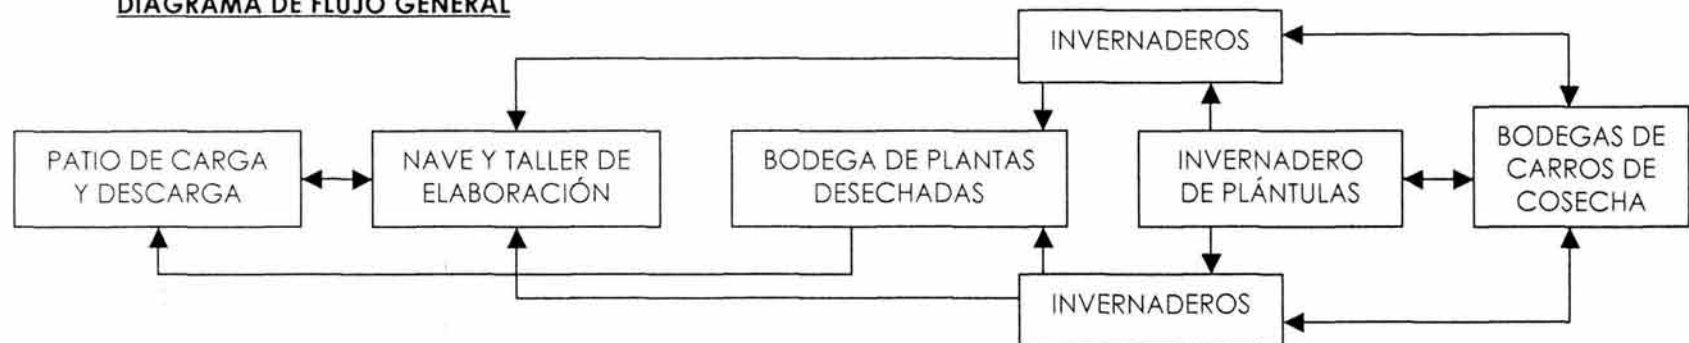 DIAGRAMA DE FLUJO GENERAL
INVERNADEROS
PATIO DE CARGA
Y DESCARGA
NAVE Y TALLER DE
ELABORACIÓN
BODEGA DE PLANTAS
DESECHADAS
INVERNADERO
DE PLÁNTULAS
BODEGAS DE
CARROS DE
COSECHA
INVERNADEROS